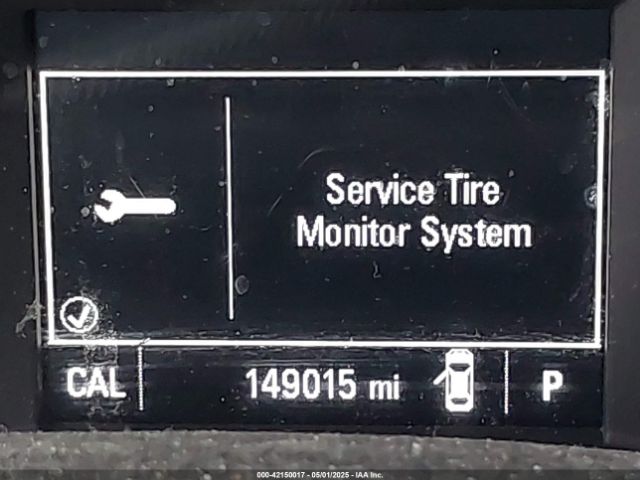 Service Tire
Monitor System
CAL 149015 mi P
000-42150017 - 05/01/2025 - IAA Inc.